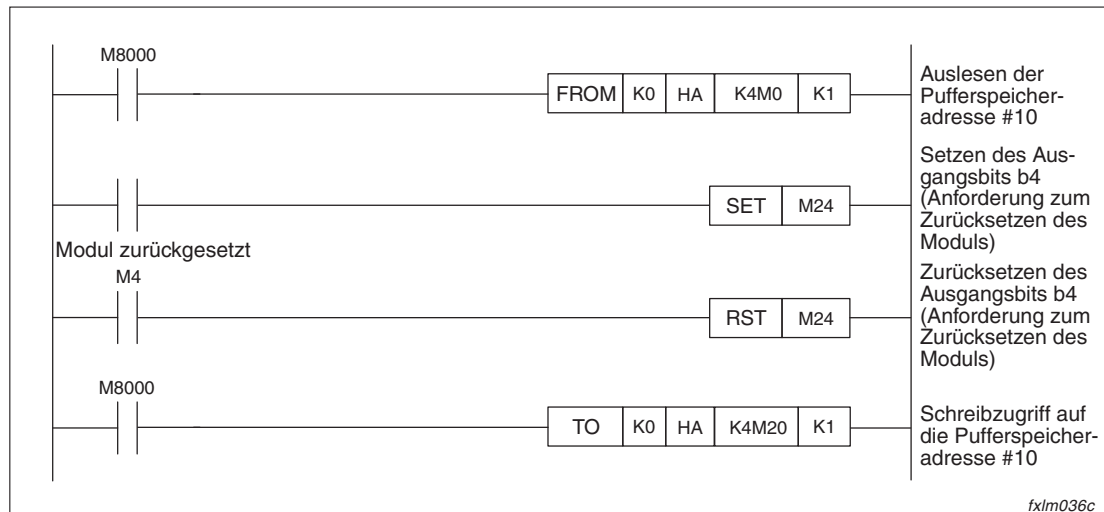 M8000
FROM K0 HA K4M0 K1
Auslesen der
Pufferspeicher-
adresse #10
SET M24
Setzen des Aus-
gangsbits b4
(Anforderung zum
Zurücksetzen des
Moduls)
Modul zurückgesetzt
M4
RST M24
Zurücksetzen des
Ausgangsbits b4
(Anforderung zum
Zurücksetzen des
Moduls)
M8000
TO K0 HA K4M20 K1
Schreibzugriff auf
die Pufferspeicher-
adresse #10
fxlm036c